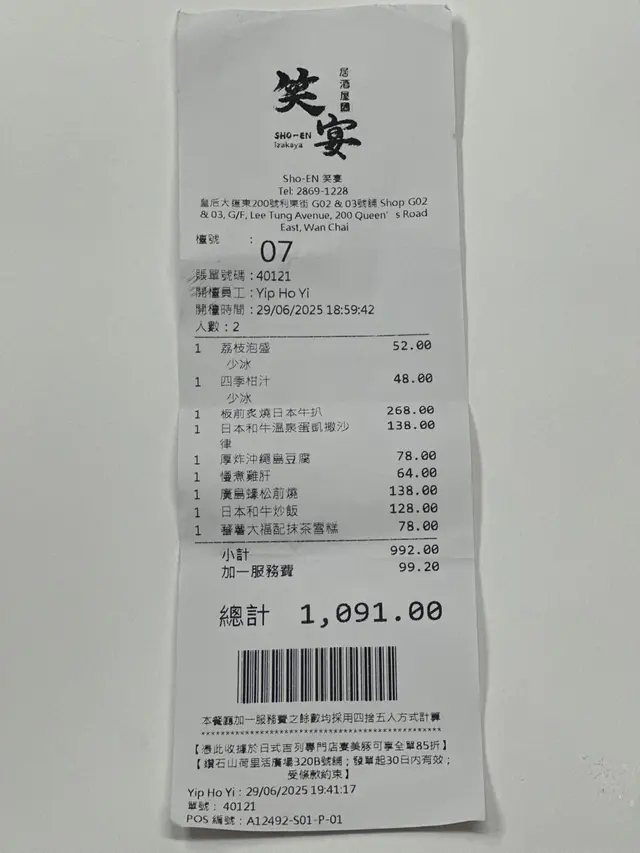 笑宴
居酒屋
SHO-EN
Izakaya
Sho-EN 笑宴
Tel: 2869-1228
皇后大道東200號利東街 G02 & 03號舖 Shop G02
& 03, G/F, Lee Tung Avenue, 200 Queen's Road
East, Wan Chai
檯號 : 07
賬單號碼 : 40121
開檯員工 : Yip Ho Yi
開檯時間 : 29/06/2025 18:59:42
人數 : 2
1 荔枝泡盛 52.00
少冰
1 四季柑汁 48.00
少冰
1 板前炙燒日本牛扒 268.00
1 日本和牛溫泉蛋凱撒沙 138.00
律
1 厚炸沖繩島豆腐 78.00
1 慢煮雞肝 64.00
1 廣島蠔松前燒 138.00
1 日本和牛炒飯 128.00
1 蕃薯大福配抹茶雪糕 78.00
小計 992.00
加一服務費 99.20
總計 1,091.00
本餐廳加一服務費之餘數均採用四捨五入方式計算
【憑此收據於日式吉列專門店宴美豚可享全單85折】
【鑽石山荷里活廣場320B號舖；發單起30日內有效；
受條款約束】
Yip Ho Yi : 29/06/2025 19:41:17
單號 : 40121
POS 編號 : A12492-S01-P-01